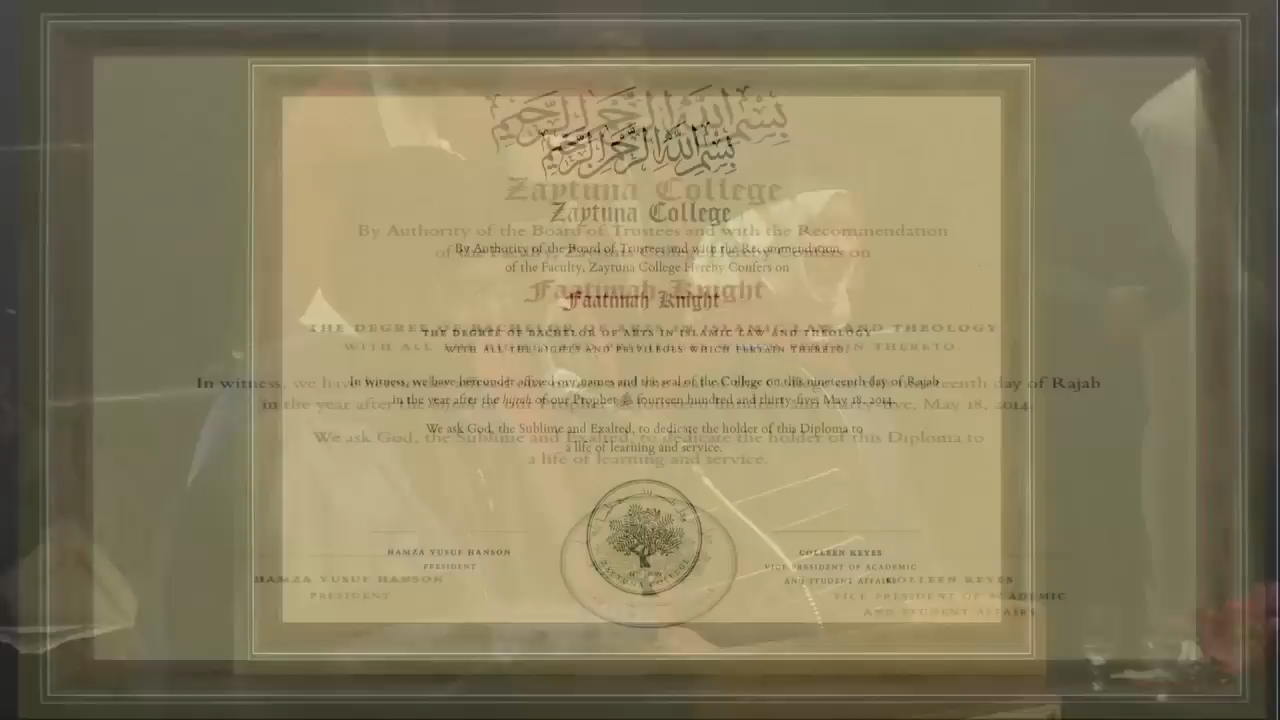 بسم الله الرحمن الرحيم
Zaytuna College
By Authority of the Board of Trustees and with the Recommendation
of the Faculty, Zaytuna College Hereby Confers on
Faatimah Knight
THE DEGREE OF BACHELOR OF ARTS IN ISLAMIC LAW AND THEOLOGY
WITH ALL THE RIGHTS AND PRIVILEGES WHICH PERTAIN THERETO.
In witness, we have hereunder affixed our names and the seal of the College on this nineteenth day of Rajab
in the year after the hijrah of our Prophet ﷺ fourteen hundred and thirty-five, May 18, 2014.
We ask God, the Sublime and Exalted, to dedicate the holder of this Diploma to
a life of learning and service.
HAMZA YUSUF HANSON
PRESIDENT
ZAYTUNA COLLEGE
COLLEEN KEYES
VICE PRESIDENT OF ACADEMIC
AND STUDENT AFFAIRS